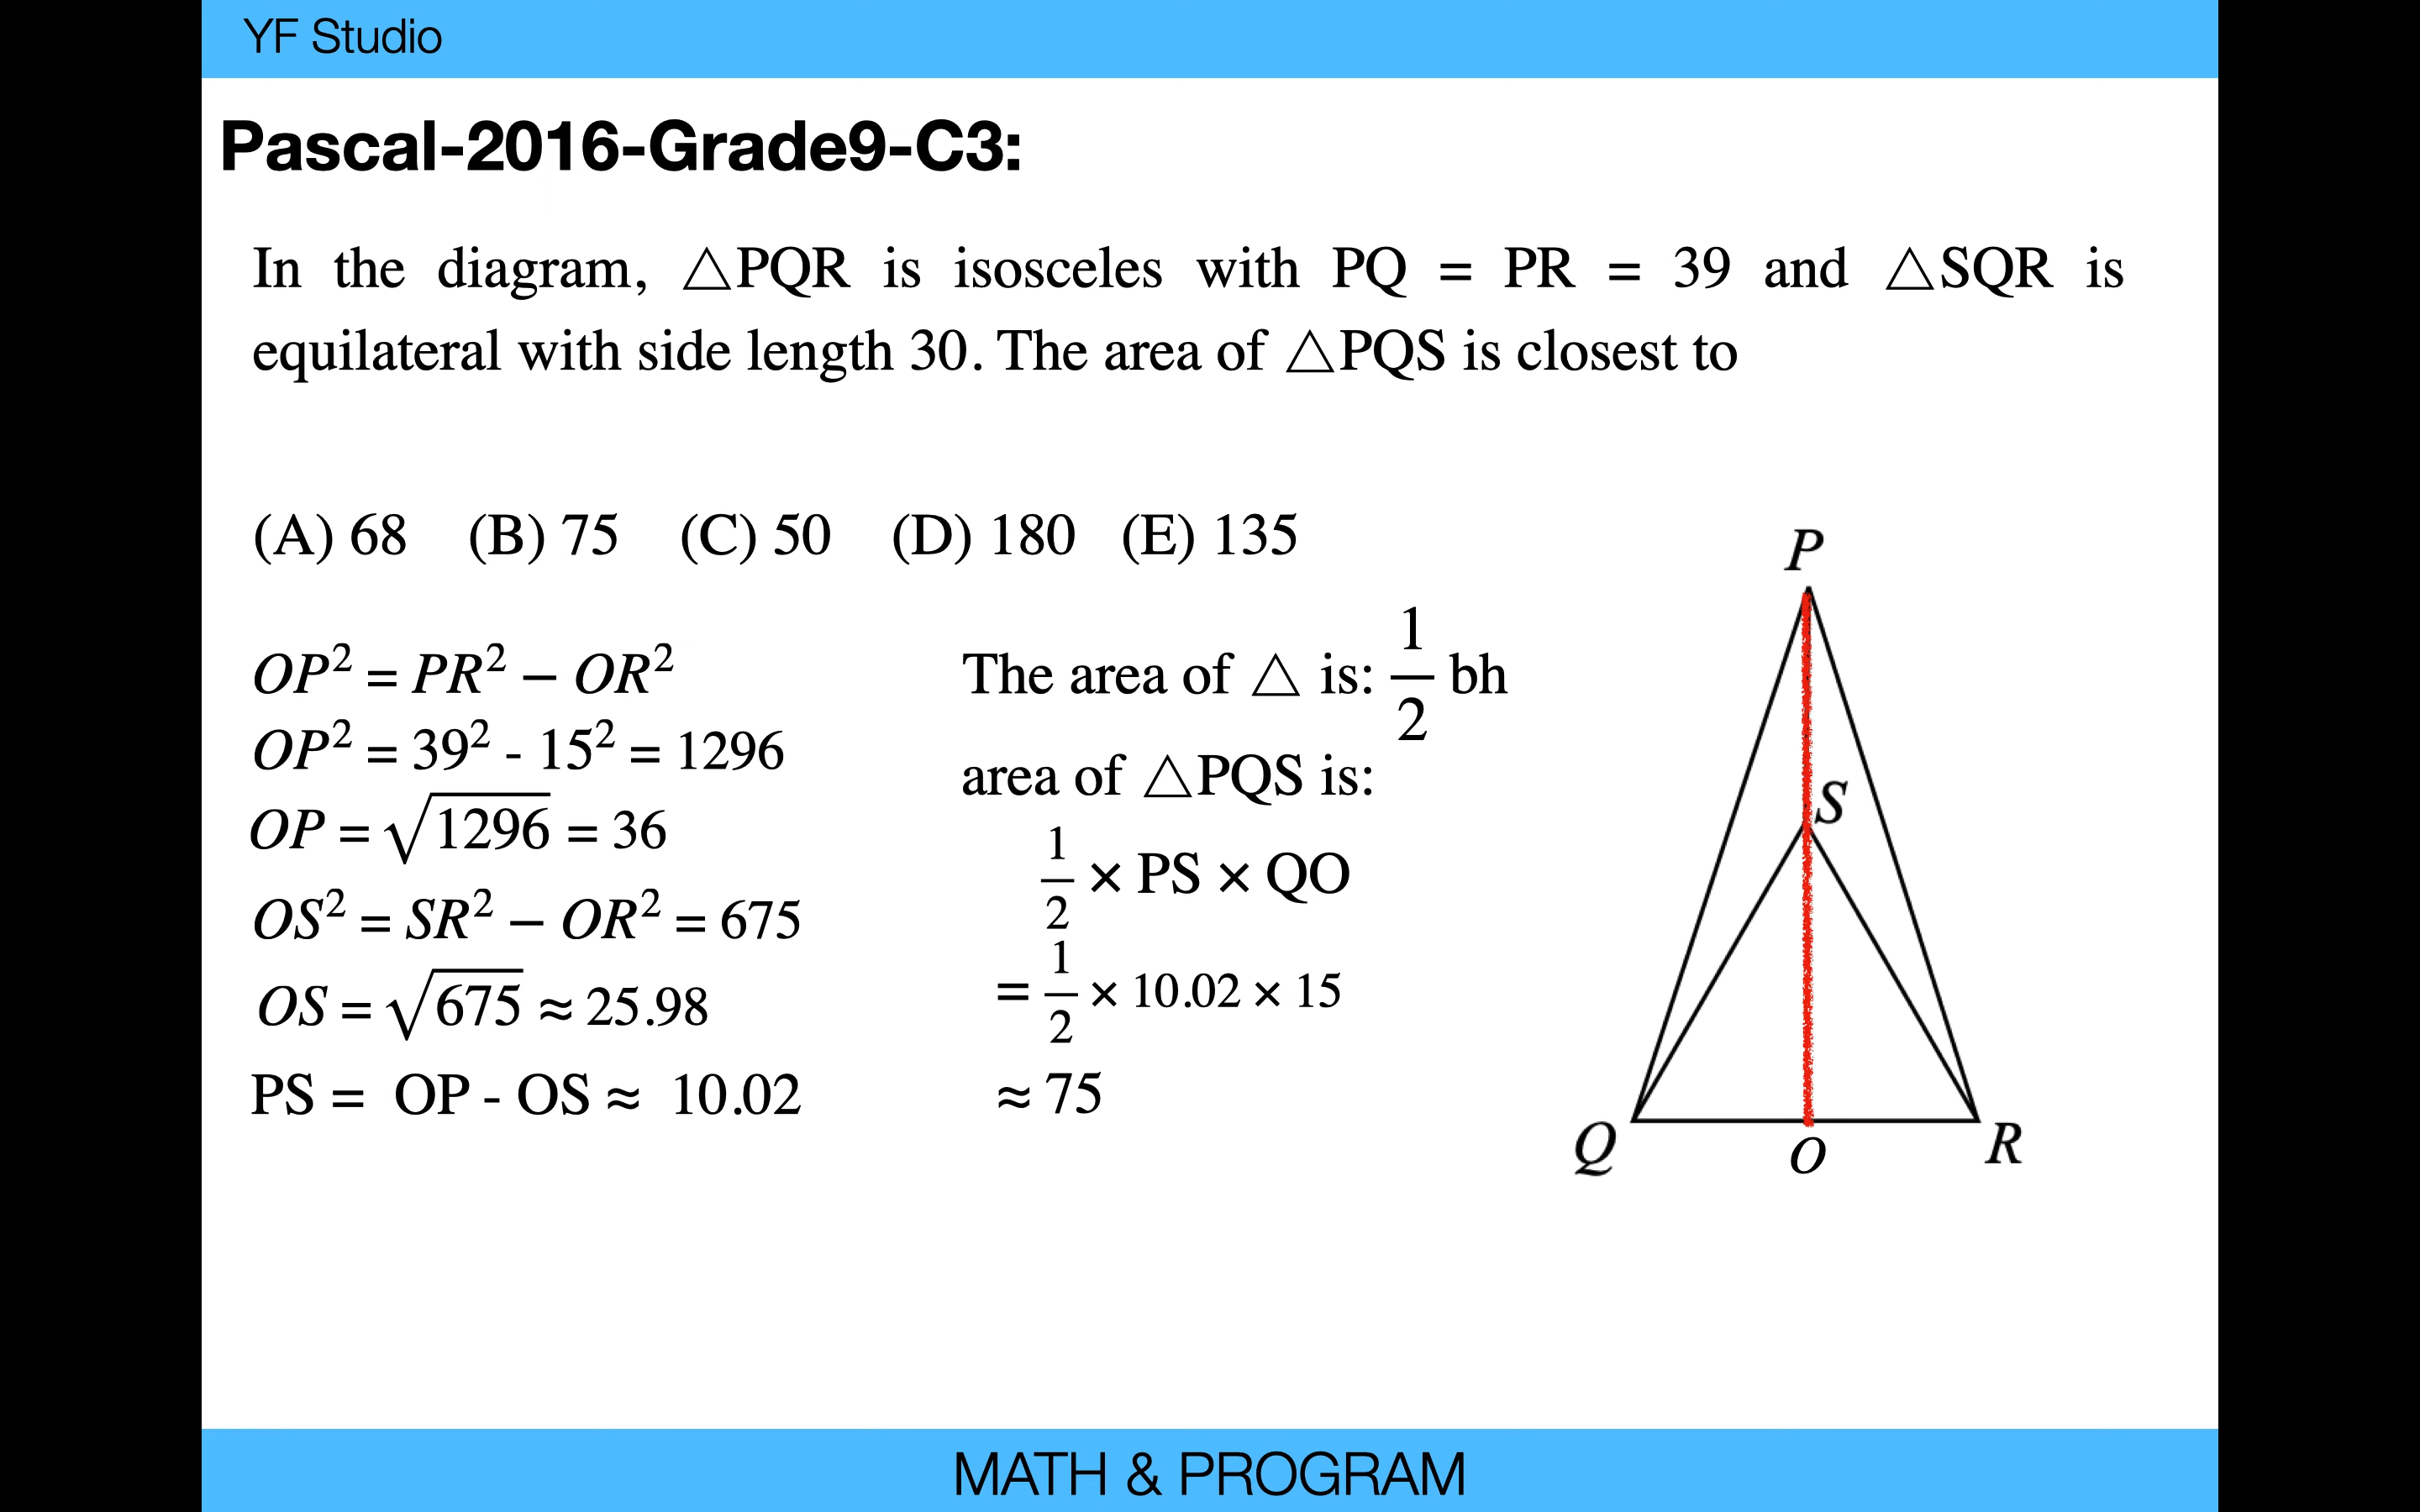 YF Studio
Pascal-2016-Grade9-C3:
In the diagram, △PQR is isosceles with PQ = PR = 39 and △SQR is
equilateral with side length 30. The area of △PQS is closest to
(A) 68 (B) 75 (C) 50 (D) 180 (E) 135
OP² = PR² − OR²
OP² = 39² - 15² = 1296
OP = √1296 = 36
OS² = SR² − OR² = 675
OS = √675 ≈ 25.98
PS = OP - OS ≈ 10.02
The area of △ is: 1/2 bh
area of △PQS is:
1/2 × PS × QO
= 1/2 × 10.02 × 15
≈ 75
P
S
Q
O
R
MATH & PROGRAM